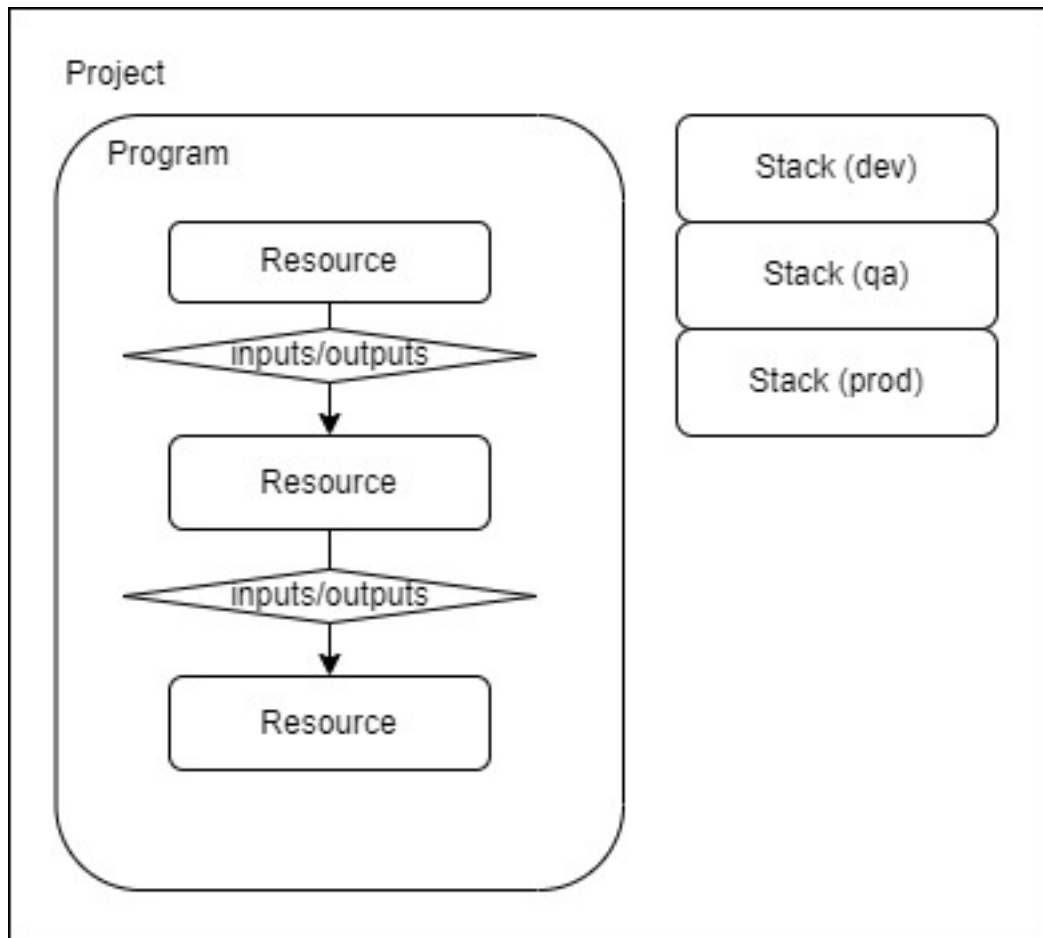 Project
Program
Resource
inputs/outputs
Resource
inputs/outputs
Resource
Stack (dev)
Stack (qa)
Stack (prod)